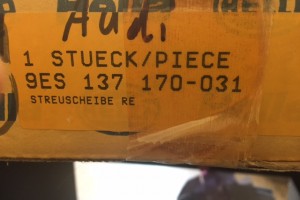 Audi
1 STUECK/PIECE
9ES 137 170-031
STREUSCHEIBE RE